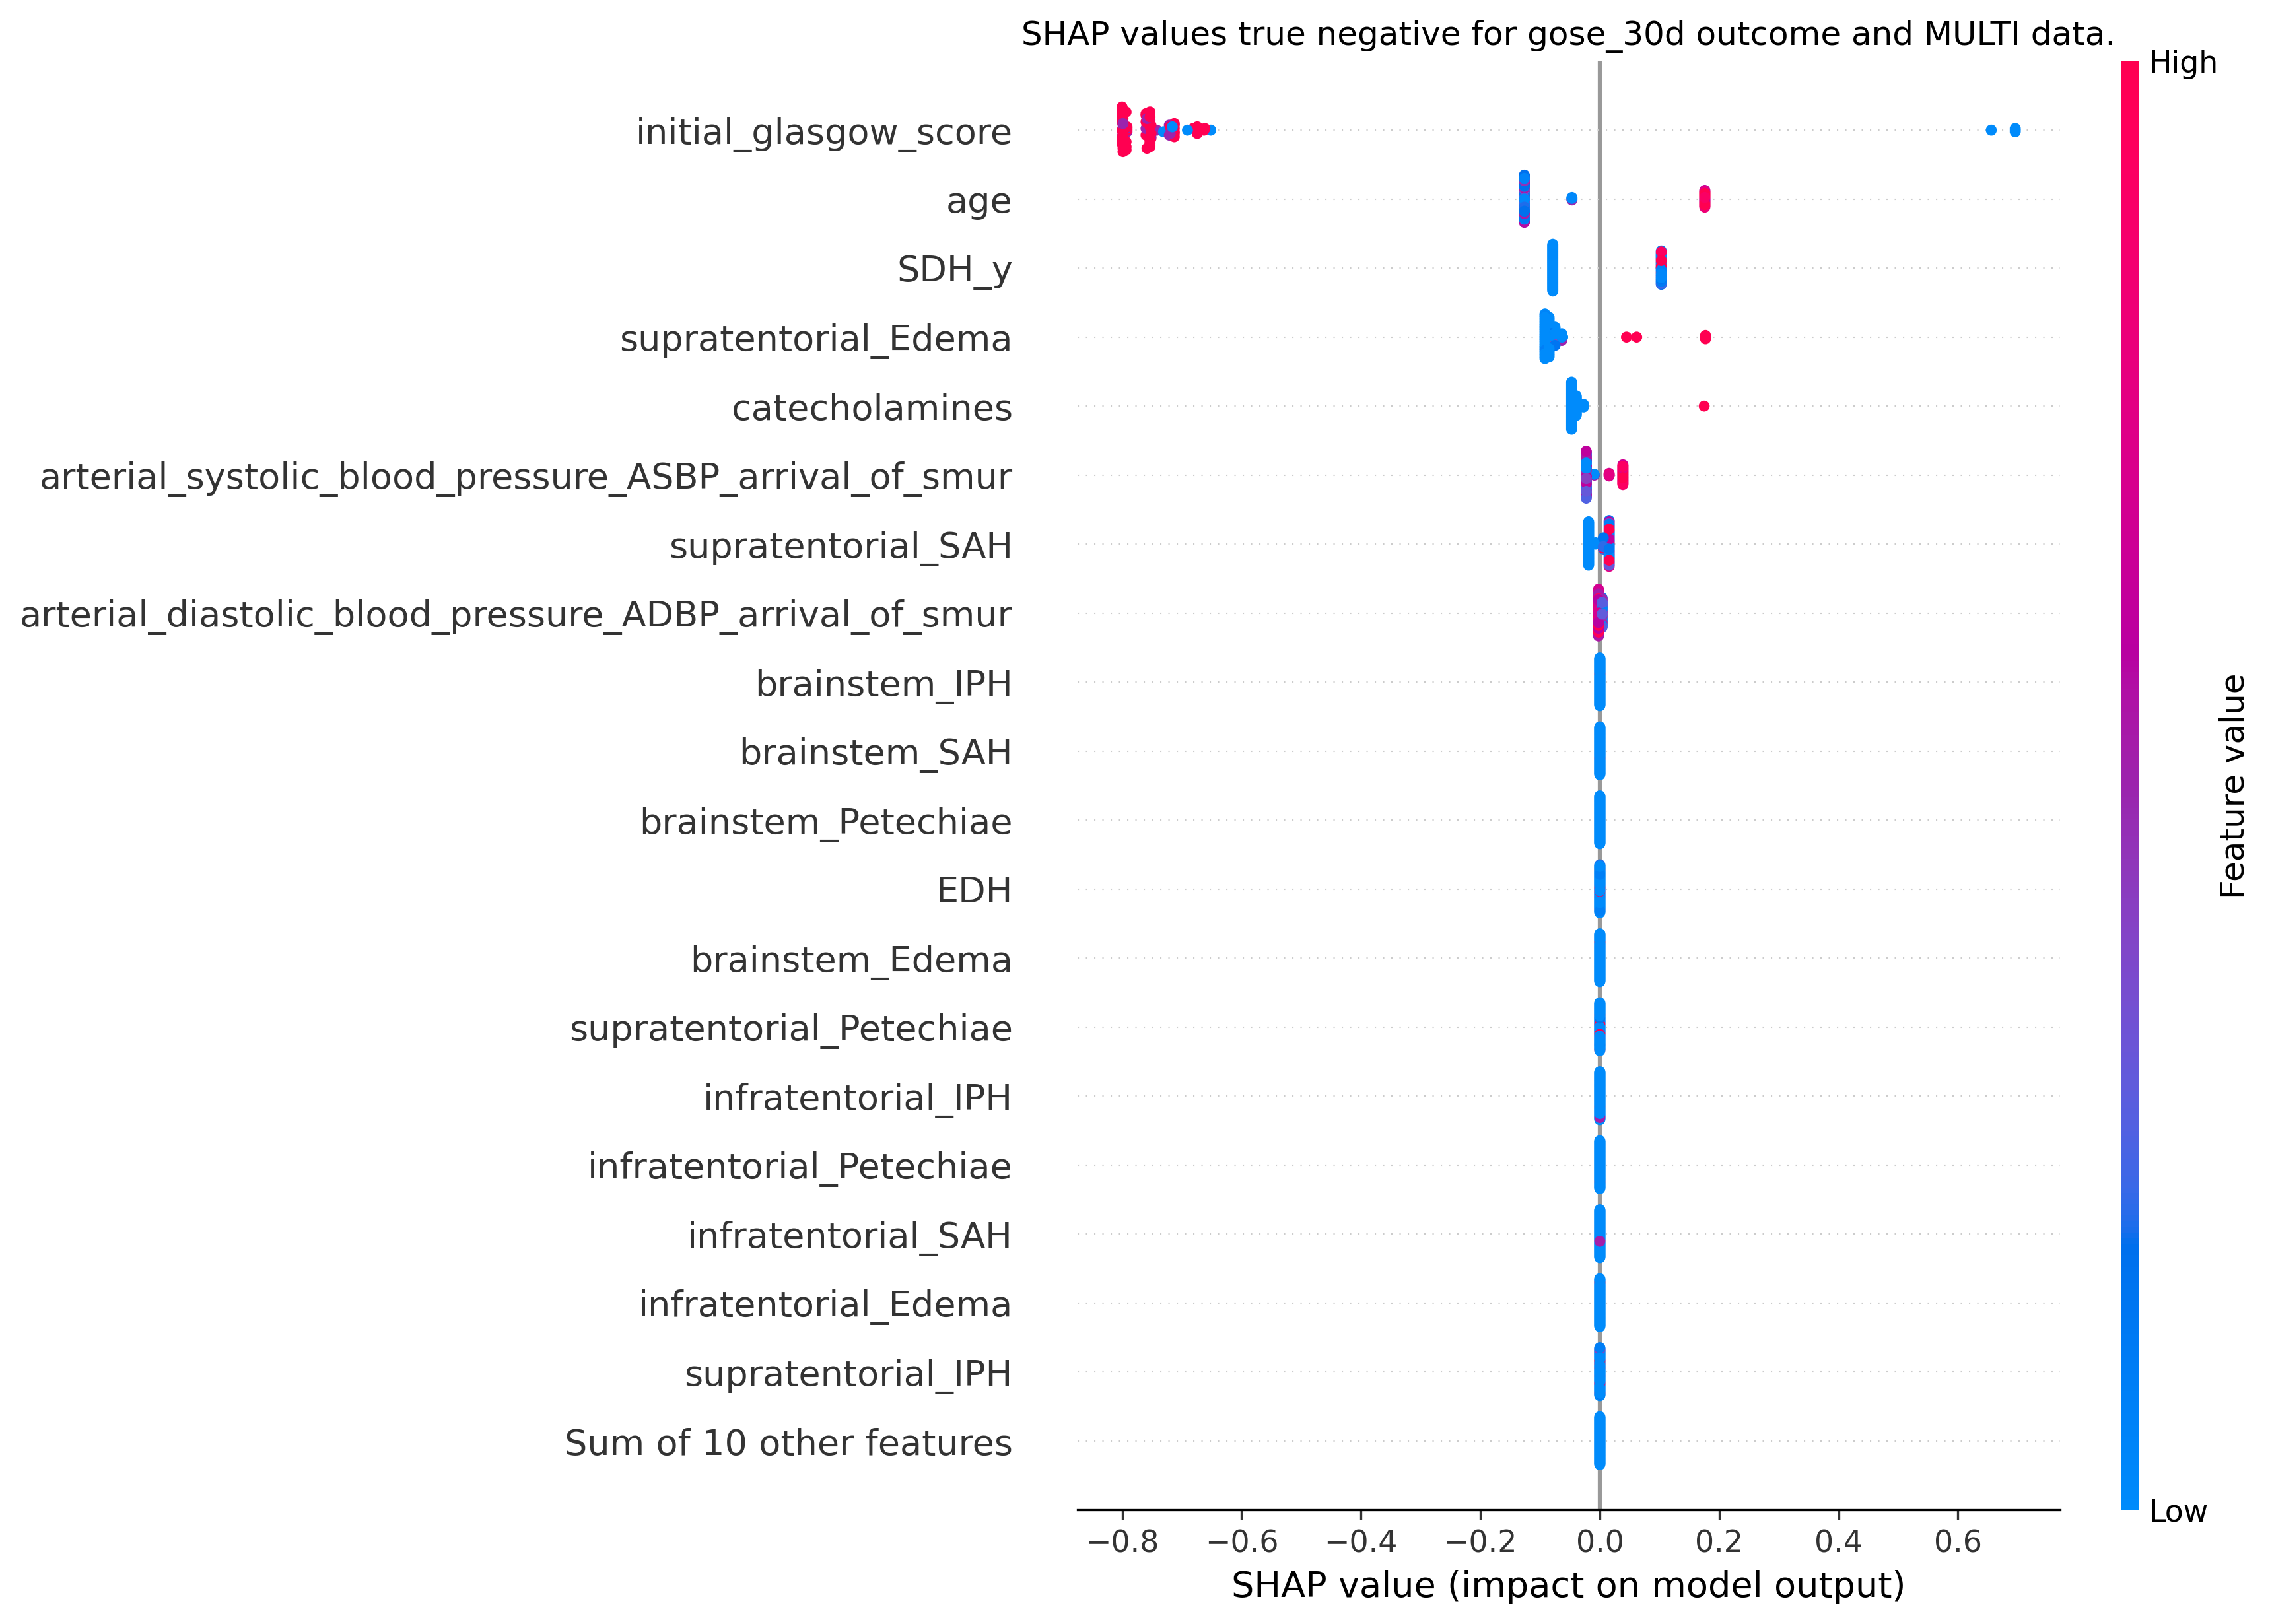 SHAP values true negative for gose_30d outcome and MULTI data.
High
initial_glasgow_score
age
SDH_y
supratentorial_Edema
catecholamines
arterial_systolic_blood_pressure_ASBP_arrival_of_smur
supratentorial_SAH
arterial_diastolic_blood_pressure_ADBP_arrival_of_smur
brainstem_IPH
brainstem_SAH
brainstem_Petechiae
EDH
brainstem_Edema
supratentorial_Petechiae
infratentorial_IPH
infratentorial_Petechiae
infratentorial_SAH
infratentorial_Edema
supratentorial_IPH
Sum of 10 other features
Feature value
Low
−0.8 −0.6 −0.4 −0.2 0.0 0.2 0.4 0.6
SHAP value (impact on model output)